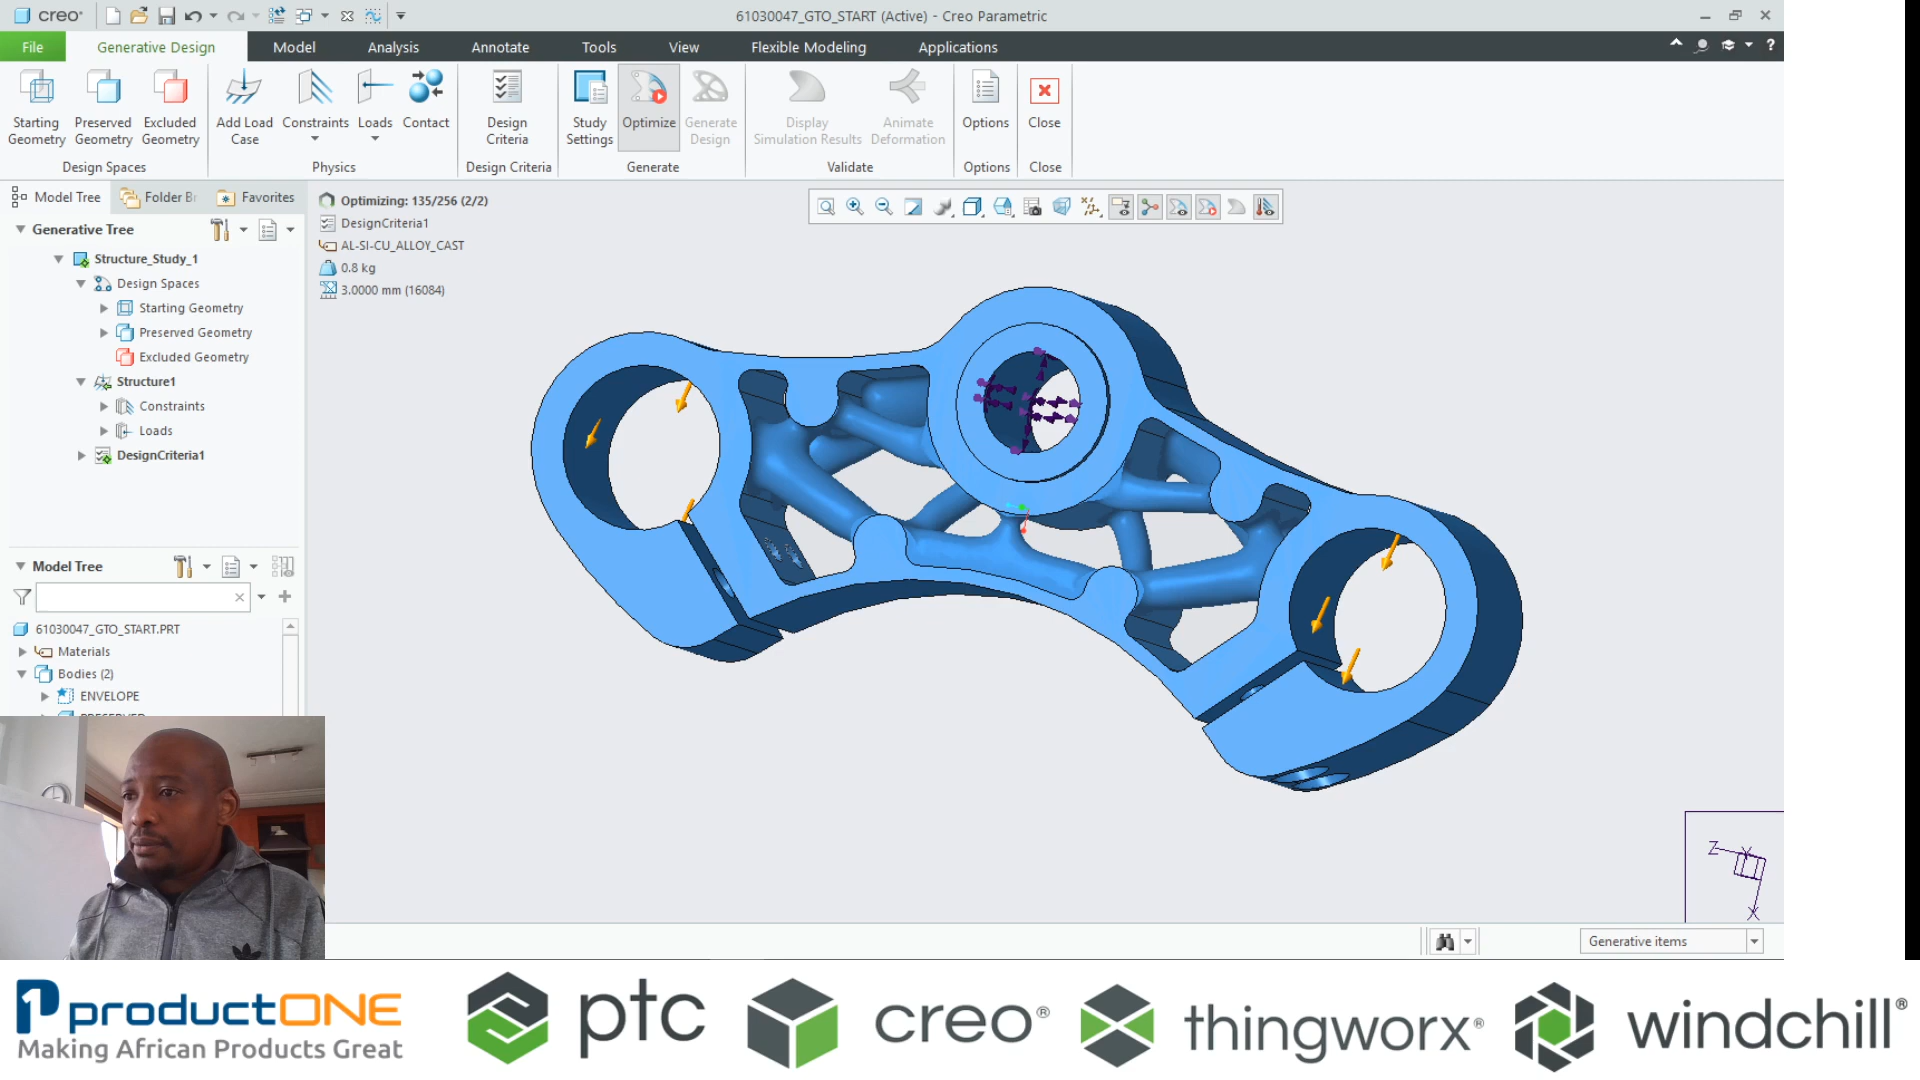 creo®
61030047_GTO_START (Active) - Creo Parametric
File
Generative Design
Model
Analysis
Annotate
Tools
View
Flexible Modeling
Applications
Starting Geometry
Preserved Geometry
Excluded Geometry
Add Load Case
Constraints
Loads
Contact
Design Criteria
Study Settings
Optimize
Generate Design
Display Simulation Results
Animate Deformation
Options
Close
Design Spaces
Physics
Design Criteria
Generate
Validate
Options
Close
Model Tree
Folder Br
Favorites
Generative Tree
Structure_Study_1
Design Spaces
Starting Geometry
Preserved Geometry
Excluded Geometry
Structure1
Constraints
Loads
DesignCriteria1
Optimizing: 135/256 (2/2)
DesignCriteria1
AL-SI-CU_ALLOY_CAST
0.8 kg
3.0000 mm (16084)
Model Tree
61030047_GTO_START.PRT
Materials
Bodies (2)
ENVELOPE
Z
Y
X
Generative items
productONE
Making African Products Great
ptc
creo®
thingworx®
windchill®